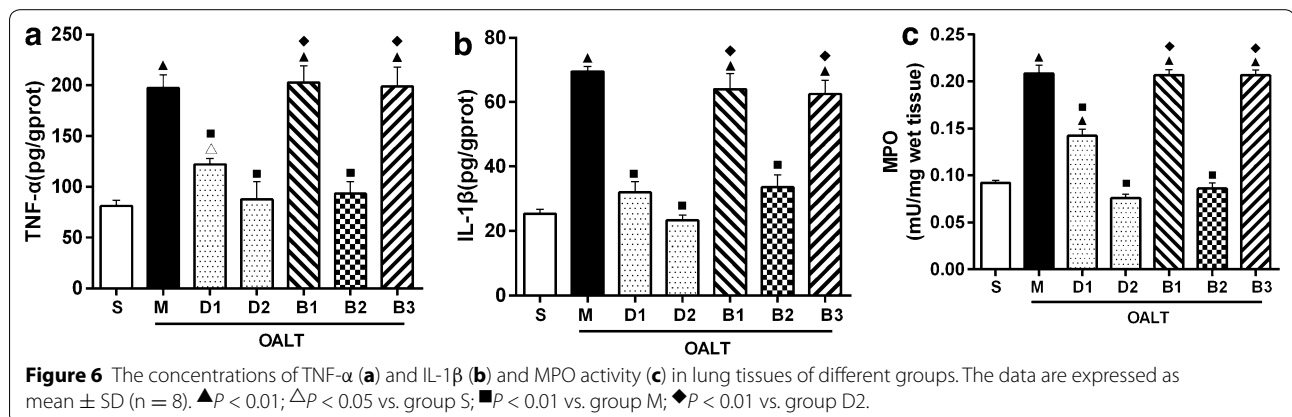 a
TNF-α(pg/gprot)
250
200
150
100
50
0
▲
■
△
■
◆
▲
■
◆
▲
S M D1 D2 B1 B2 B3
OALT
b
IL-1β(pg/gprot)
80
60
40
20
0
▲
■
■
◆
▲
■
◆
▲
S M D1 D2 B1 B2 B3
OALT
c
MPO
(mU/mg wet tissue)
0.25
0.20
0.15
0.10
0.05
0.00
▲
■
▲
■
◆
▲
■
◆
▲
S M D1 D2 B1 B2 B3
OALT
Figure 6 The concentrations of TNF-α (a) and IL-1β (b) and MPO activity (c) in lung tissues of different groups. The data are expressed as
mean ± SD (n = 8). ▲P < 0.01; △P < 0.05 vs. group S; ■P < 0.01 vs. group M; ◆P < 0.01 vs. group D2.